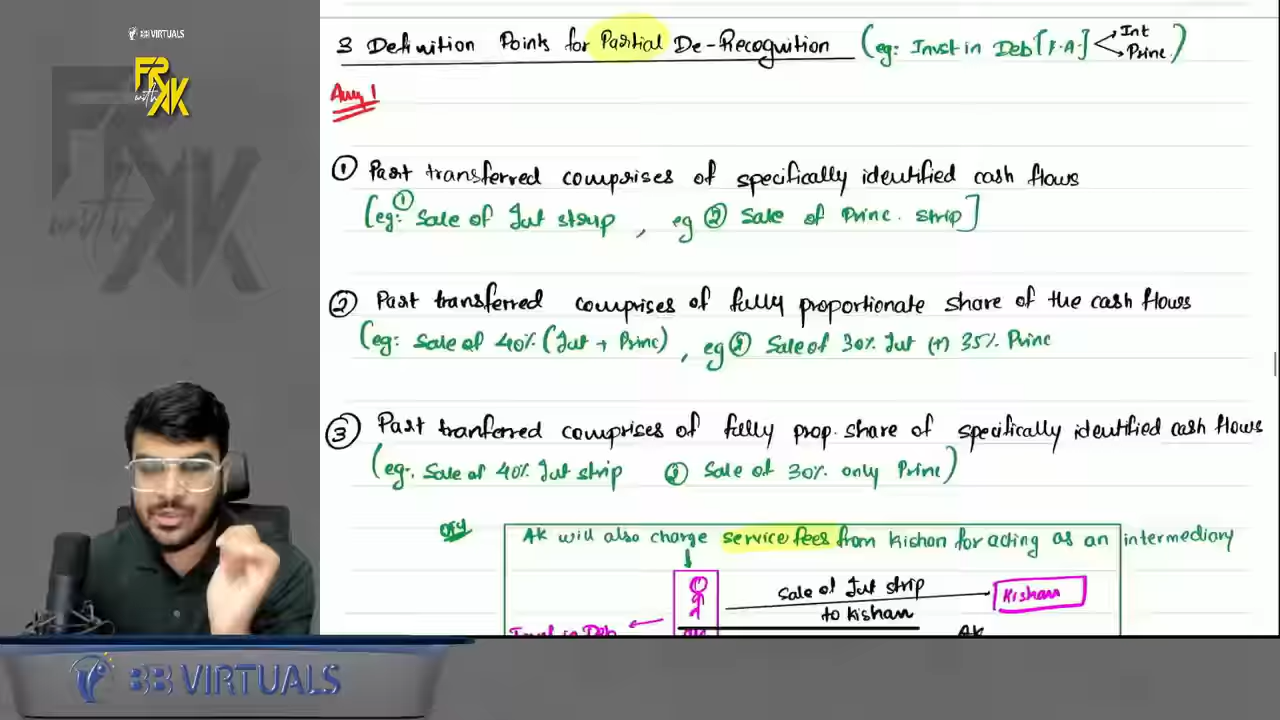 BB VIRTUALS
FR
with
AK
3 Definition Points for Partial De-Recognition (eg: Invst in Deb [F.A.] Int
Princ)
Any 1
① Part transferred comprises of specifically identified cash flows
[eg: ① Sale of Int strip, eg ② Sale of Princ. strip]
② Part transferred comprises of fully proportionate share of the cash flows
(eg: Sale of 40% (Int + Princ), eg ② Sale of 30% Int (+) 35% Princ
③ Part tranferred comprises of fully prop. share of specifically identified cash flows
(eg:. Sale of 40% Int strip ② Sale of 30% only Princ)
AK will also charge service fees from Kishan for acting as an intermediary
Sale of Int strip
to Kishan
Kishan
Invst in Deb
AK
BB VIRTUALS